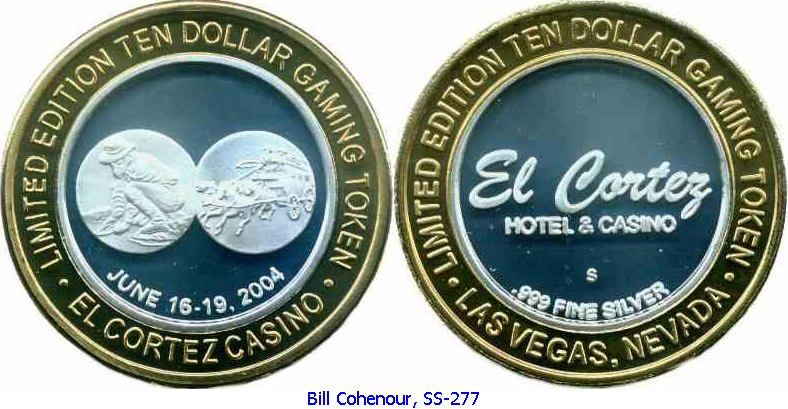 LIMITED EDITION TEN DOLLAR GAMING TOKEN
JUNE 16-19, 2004
• EL CORTEZ CASINO •
LIMITED EDITION TEN DOLLAR GAMING TOKEN
El Cortez
HOTEL & CASINO
S
.999 FINE SILVER
• LAS VEGAS, NEVADA •
Bill Cohenour, SS-277